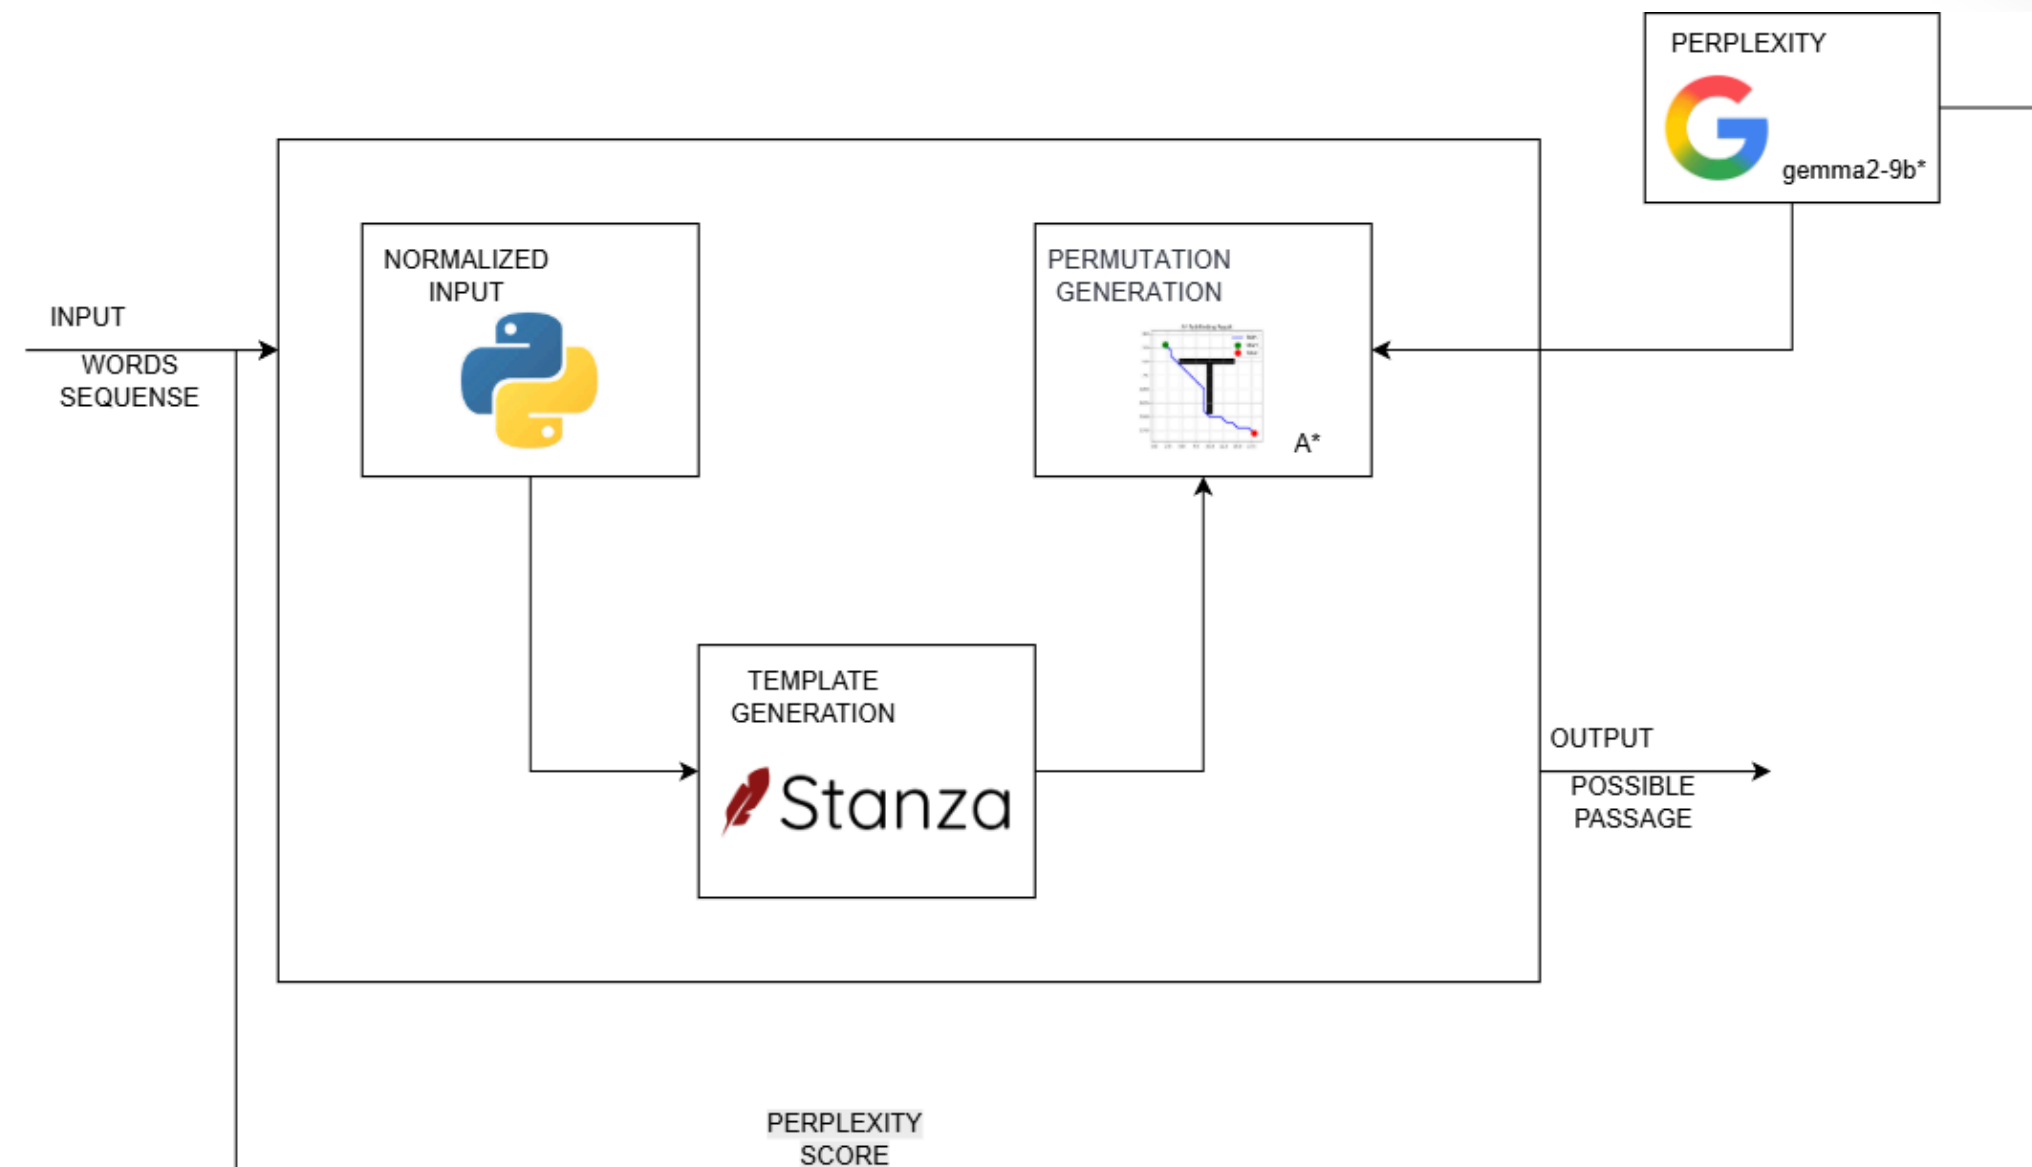 PERPLEXITY
gemma2-9b*
NORMALIZED
INPUT
PERMUTATION
GENERATION
A*
INPUT
WORDS
SEQUENSE
TEMPLATE
GENERATION
Stanza
OUTPUT
POSSIBLE
PASSAGE
PERPLEXITY
SCORE